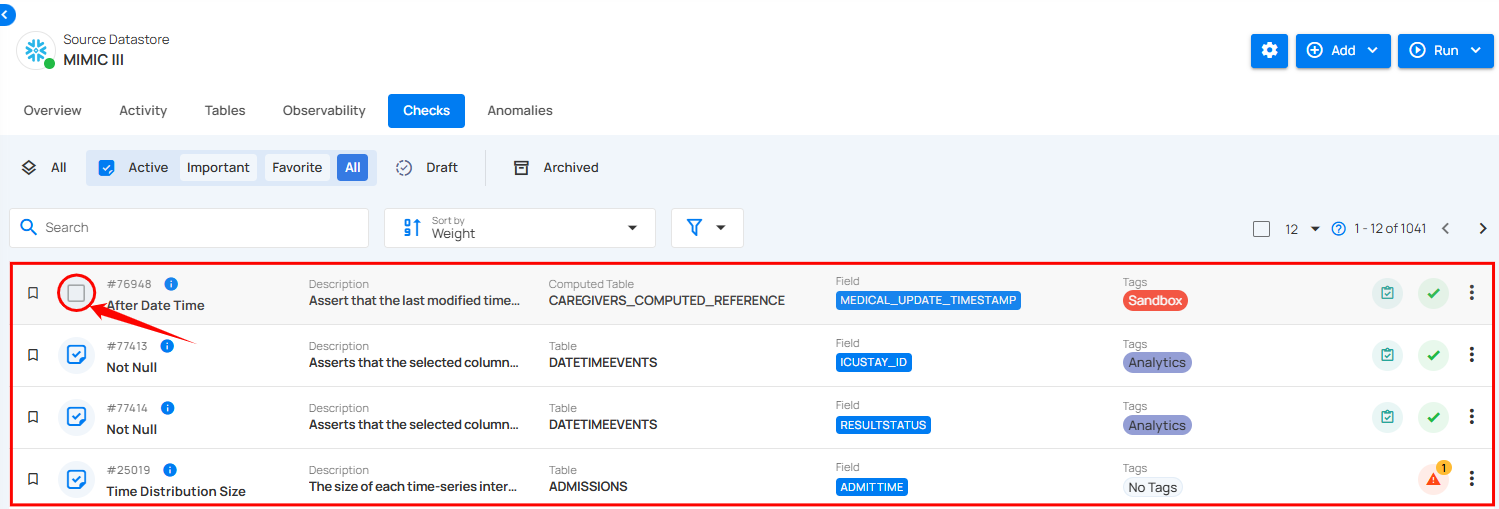 Source Datastore
MIMIC III
Add
Run
Overview Activity Tables Observability Checks Anomalies
All Active Important Favorite All Draft Archived
Search
Sort by
Weight
12 1 - 12 of 1041
#76948 Description Computed Table Field Tags
After Date Time Assert that the last modified time... CAREGIVERS_COMPUTED_REFERENCE MEDICAL_UPDATE_TIMESTAMP Sandbox
#77413 Description Table Field Tags
Not Null Asserts that the selected column... DATETIMEEVENTS ICUSTAY_ID Analytics
#77414 Description Table Field Tags
Not Null Asserts that the selected column... DATETIMEEVENTS RESULTSTATUS Analytics
#25019 Description Table Field Tags 1
Time Distribution Size The size of each time-series inter... ADMISSIONS ADMITTIME No Tags